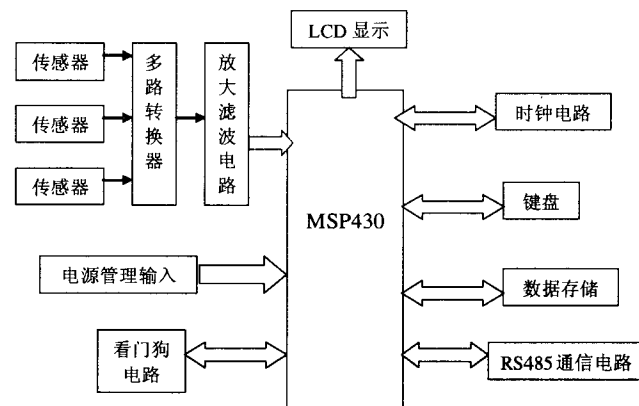 LCD 显示
传感器
传感器
传感器
多路转换器
放大滤波电路
MSP430
时钟电路
键盘
数据存储
RS485 通信电路
电源管理输入
看门狗
电路